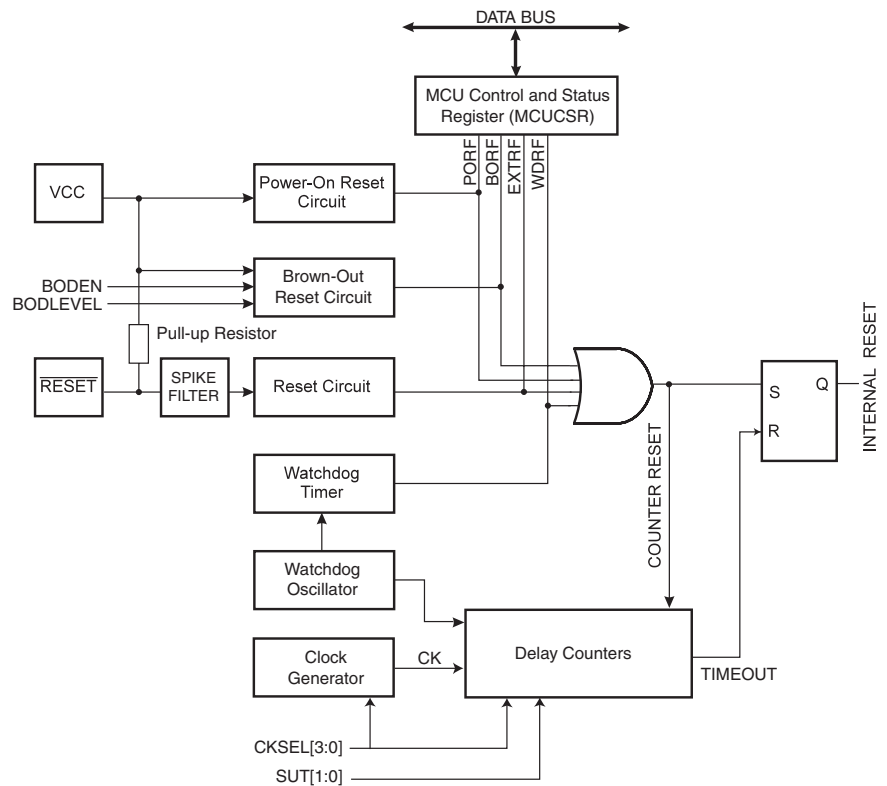 DATA BUS
MCU Control and Status
Register (MCUCSR)
PORF
BORF
EXTRF
WDRF
VCC
Power-On Reset
Circuit
BODEN
BODLEVEL
Brown-Out
Reset Circuit
Pull-up Resistor
RESET
SPIKE
FILTER
Reset Circuit
S
Q
R
INTERNAL RESET
Watchdog
Timer
COUNTER RESET
Watchdog
Oscillator
Clock
Generator
CK
Delay Counters
TIMEOUT
CKSEL[3:0]
SUT[1:0]